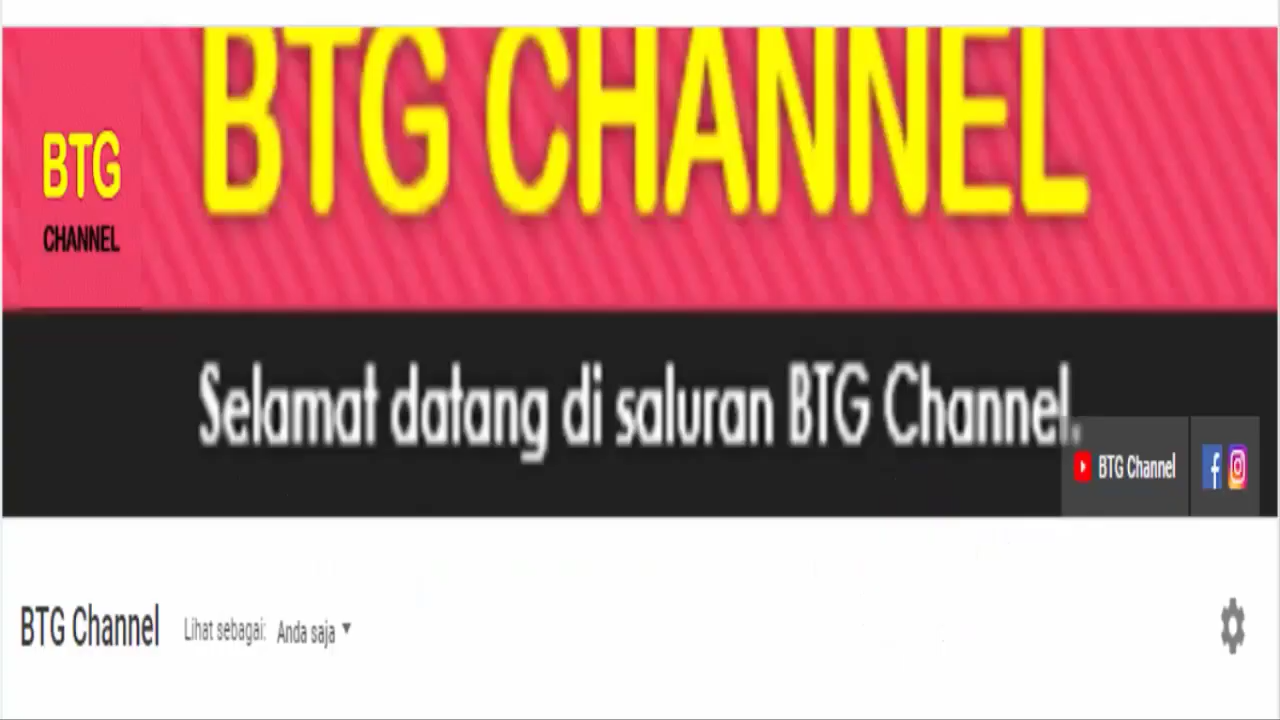 BTG CHANNEL
BTG
CHANNEL
Selamat datang di saluran BTG Channel.
BTG Channel
BTG Channel Lihat sebagai: Anda saja